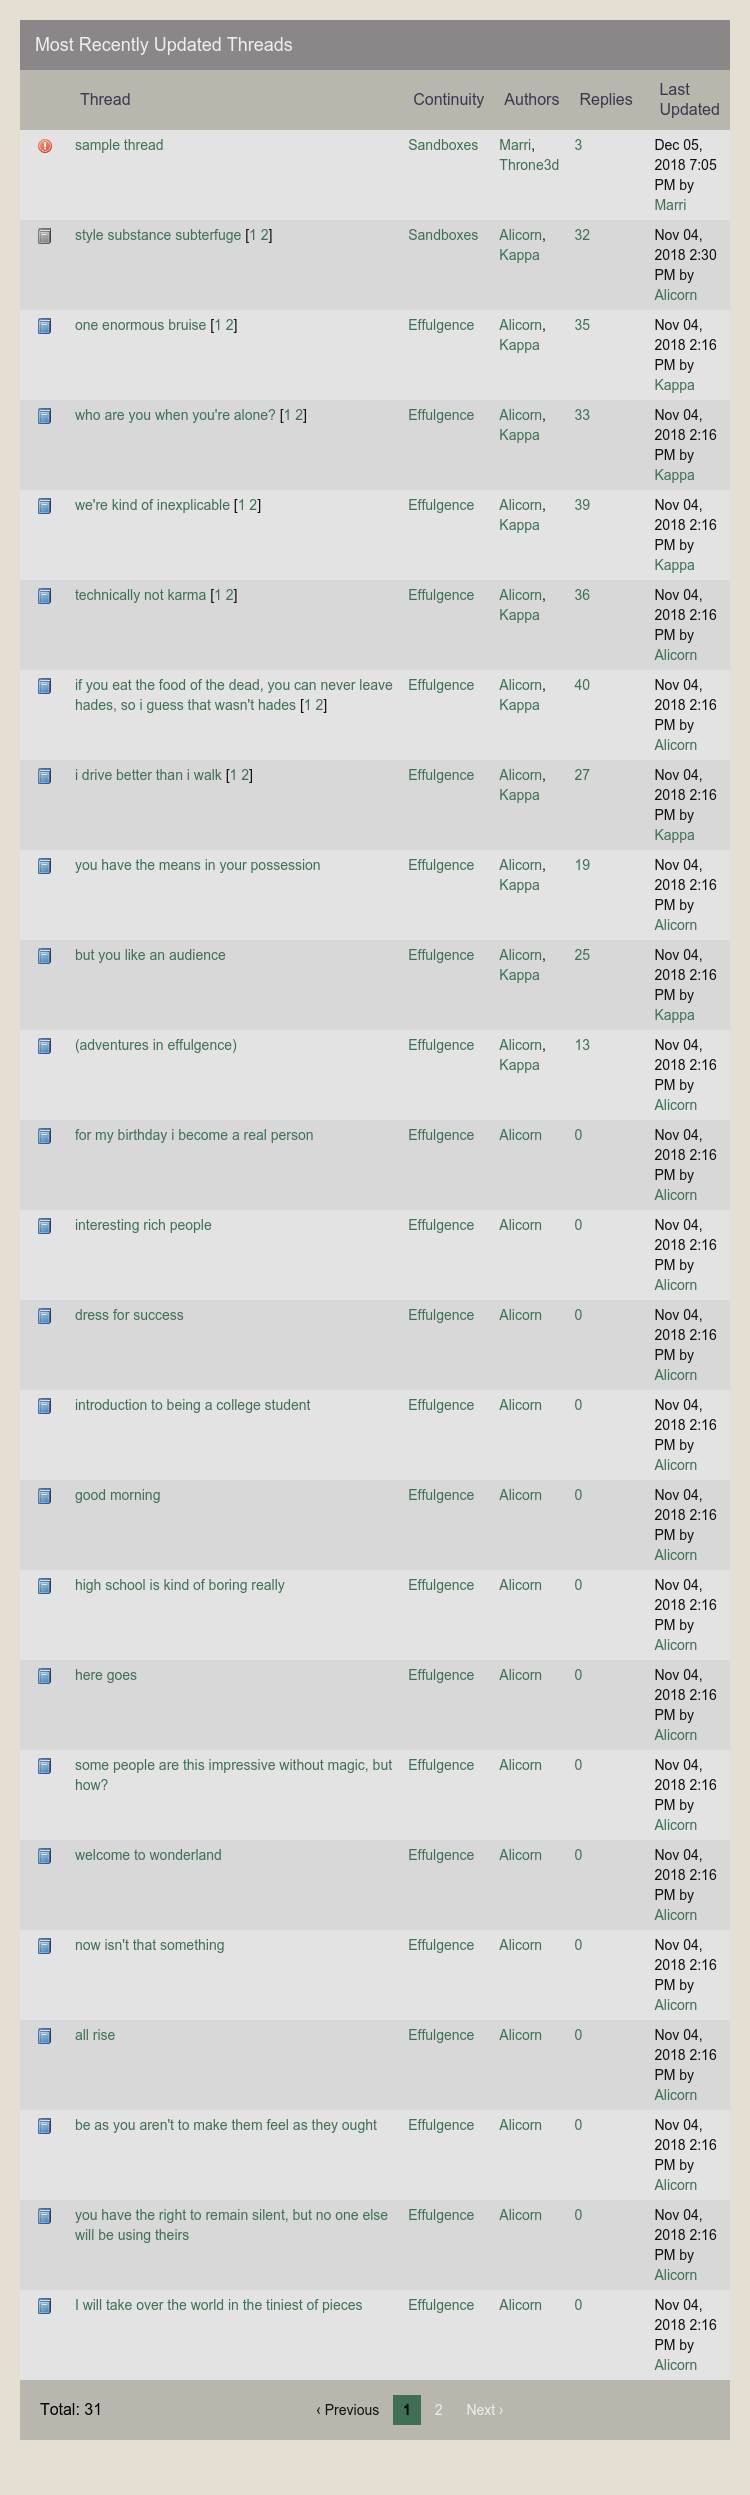 Most Recently Updated Threads
Thread Continuity Authors Replies Last
Updated
sample thread Sandboxes Marri, 3 Dec 05,
Throne3d 2018 7:05
PM by
Marri
style substance subterfuge [1 2] Sandboxes Alicorn, 32 Nov 04,
Kappa 2018 2:30
PM by
Alicorn
one enormous bruise [1 2] Effulgence Alicorn, 35 Nov 04,
Kappa 2018 2:16
PM by
Kappa
who are you when you're alone? [1 2] Effulgence Alicorn, 33 Nov 04,
Kappa 2018 2:16
PM by
Kappa
we're kind of inexplicable [1 2] Effulgence Alicorn, 39 Nov 04,
Kappa 2018 2:16
PM by
Kappa
technically not karma [1 2] Effulgence Alicorn, 36 Nov 04,
Kappa 2018 2:16
PM by
Alicorn
if you eat the food of the dead, you can never leave Effulgence Alicorn, 40 Nov 04,
hades, so i guess that wasn't hades [1 2] Kappa 2018 2:16
PM by
Alicorn
i drive better than i walk [1 2] Effulgence Alicorn, 27 Nov 04,
Kappa 2018 2:16
PM by
Kappa
you have the means in your possession Effulgence Alicorn, 19 Nov 04,
Kappa 2018 2:16
PM by
Alicorn
but you like an audience Effulgence Alicorn, 25 Nov 04,
Kappa 2018 2:16
PM by
Kappa
(adventures in effulgence) Effulgence Alicorn, 13 Nov 04,
Kappa 2018 2:16
PM by
Alicorn
for my birthday i become a real person Effulgence Alicorn 0 Nov 04,
2018 2:16
PM by
Alicorn
interesting rich people Effulgence Alicorn 0 Nov 04,
2018 2:16
PM by
Alicorn
dress for success Effulgence Alicorn 0 Nov 04,
2018 2:16
PM by
Alicorn
introduction to being a college student Effulgence Alicorn 0 Nov 04,
2018 2:16
PM by
Alicorn
good morning Effulgence Alicorn 0 Nov 04,
2018 2:16
PM by
Alicorn
high school is kind of boring really Effulgence Alicorn 0 Nov 04,
2018 2:16
PM by
Alicorn
here goes Effulgence Alicorn 0 Nov 04,
2018 2:16
PM by
Alicorn
some people are this impressive without magic, but Effulgence Alicorn 0 Nov 04,
how? 2018 2:16
PM by
Alicorn
welcome to wonderland Effulgence Alicorn 0 Nov 04,
2018 2:16
PM by
Alicorn
now isn't that something Effulgence Alicorn 0 Nov 04,
2018 2:16
PM by
Alicorn
all rise Effulgence Alicorn 0 Nov 04,
2018 2:16
PM by
Alicorn
be as you aren't to make them feel as they ought Effulgence Alicorn 0 Nov 04,
2018 2:16
PM by
Alicorn
you have the right to remain silent, but no one else Effulgence Alicorn 0 Nov 04,
will be using theirs 2018 2:16
PM by
Alicorn
I will take over the world in the tiniest of pieces Effulgence Alicorn 0 Nov 04,
2018 2:16
PM by
Alicorn
Total: 31 ‹ Previous 1 2 Next ›